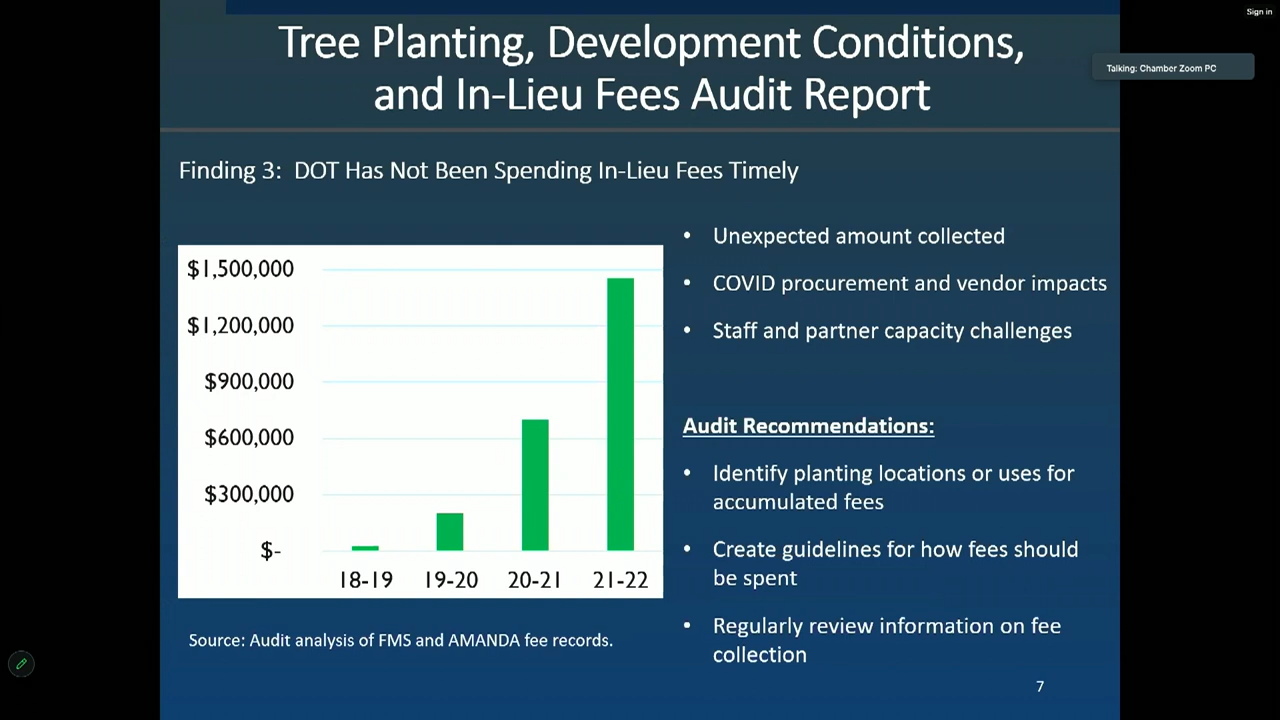 Sign in
Talking: Chamber Zoom PC
Tree Planting, Development Conditions,
and In-Lieu Fees Audit Report
Finding 3: DOT Has Not Been Spending In-Lieu Fees Timely
$1,500,000
$1,200,000
$900,000
$600,000
$300,000
$-
18-19 19-20 20-21 21-22
Source: Audit analysis of FMS and AMANDA fee records.
• Unexpected amount collected
• COVID procurement and vendor impacts
• Staff and partner capacity challenges
Audit Recommendations:
• Identify planting locations or uses for
accumulated fees
• Create guidelines for how fees should
be spent
• Regularly review information on fee
collection
7